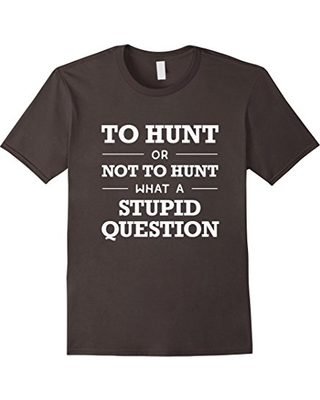 TO HUNT
OR
NOT TO HUNT
WHAT A
STUPID
QUESTION